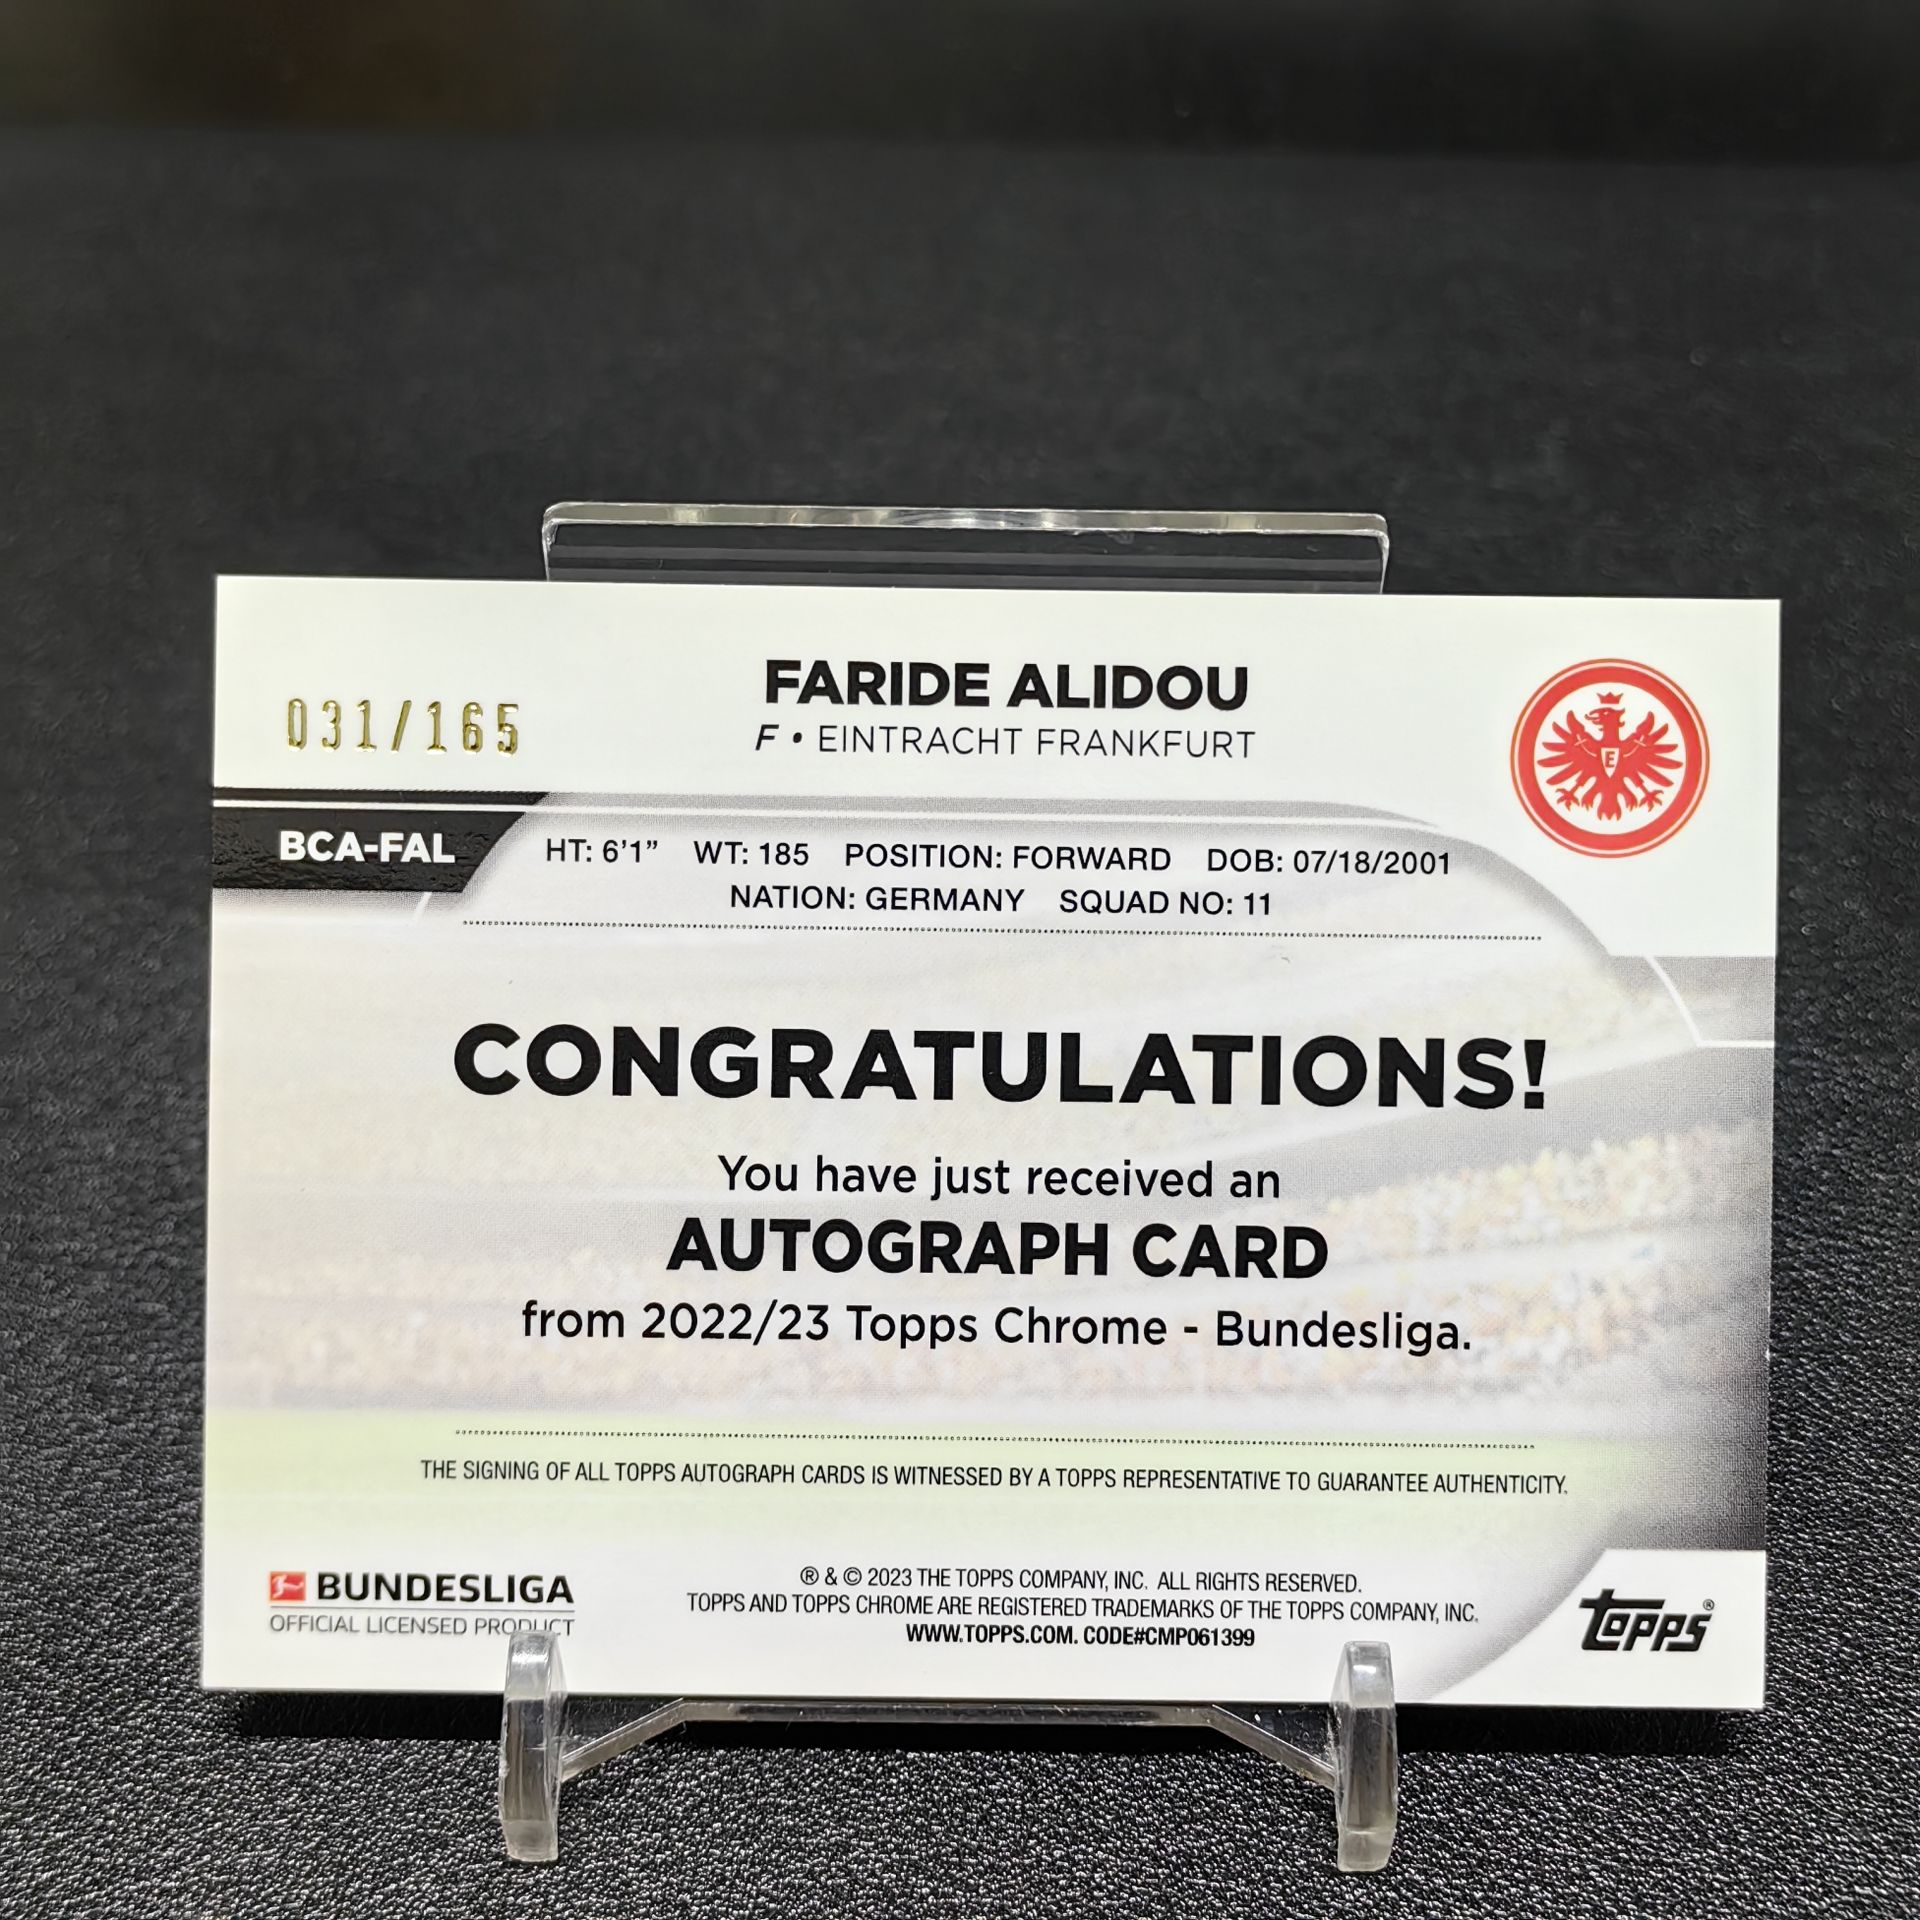 FARIDE ALIDOU
F • EINTRACHT FRANKFURT
031/165
E
BCA-FAL
HT: 6'1” WT: 185 POSITION: FORWARD DOB: 07/18/2001
NATION: GERMANY SQUAD NO: 11
CONGRATULATIONS!
You have just received an
AUTOGRAPH CARD
from 2022/23 Topps Chrome - Bundesliga.
THE SIGNING OF ALL TOPPS AUTOGRAPH CARDS IS WITNESSED BY A TOPPS REPRESENTATIVE TO GUARANTEE AUTHENTICITY.
BUNDESLIGA
OFFICIAL LICENSED PRODUCT
® & © 2023 THE TOPPS COMPANY, INC. ALL RIGHTS RESERVED.
TOPPS AND TOPPS CHROME ARE REGISTERED TRADEMARKS OF THE TOPPS COMPANY, INC.
WWW.TOPPS.COM. CODE#CMP061399
topps®